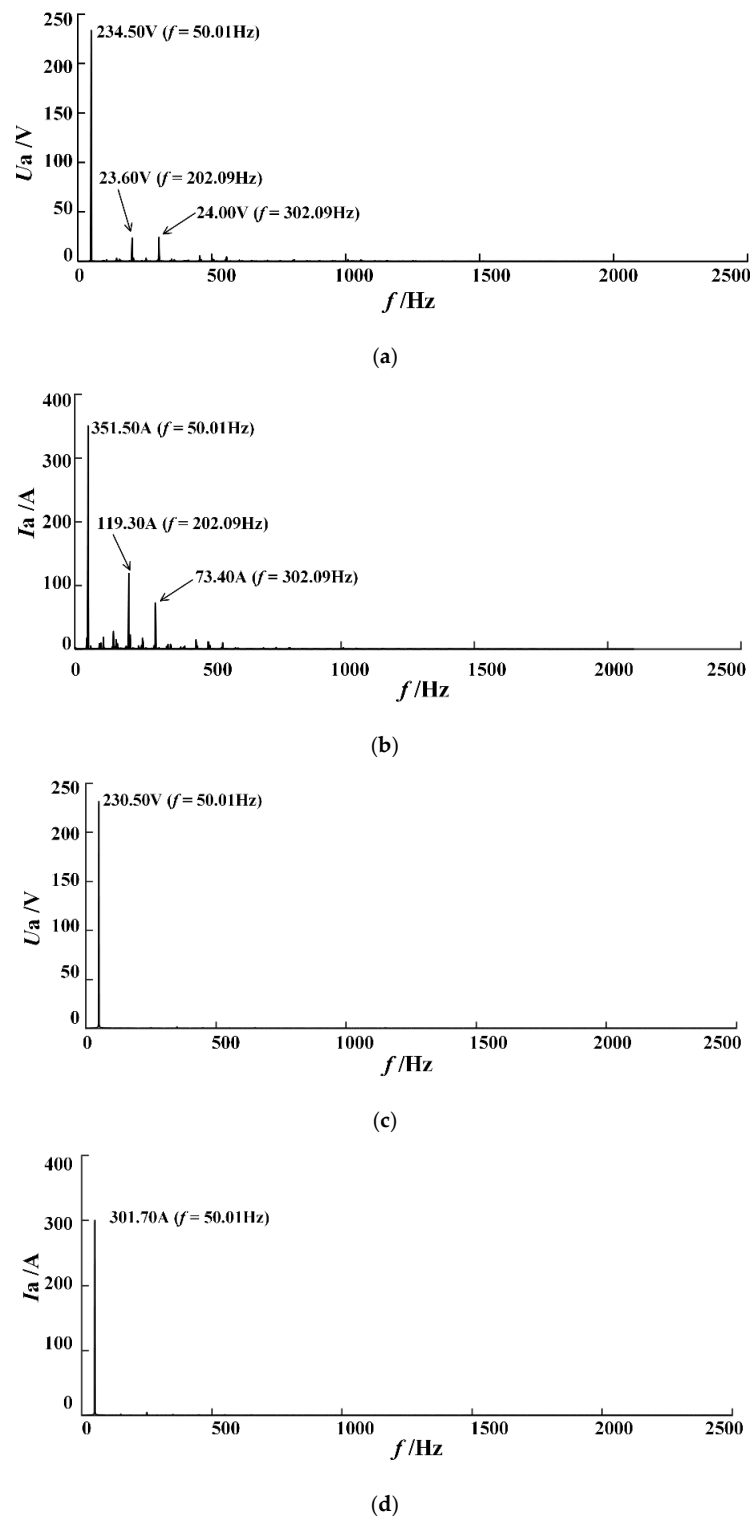 250
234.50V (f = 50.01Hz)
200
150
Ua /V
100
23.60V (f = 202.09Hz)
50
24.00V (f = 302.09Hz)
0
0 500 1000 1500 2000 2500
f /Hz
(a)
400
351.50A (f = 50.01Hz)
300
Ia /A
200
119.30A (f = 202.09Hz)
100
73.40A (f = 302.09Hz)
0
0 500 1000 1500 2000 2500
f /Hz
(b)
250
230.50V (f = 50.01Hz)
200
150
Ua /V
100
50
0
0 500 1000 1500 2000 2500
f /Hz
(c)
400
300
301.70A (f = 50.01Hz)
Ia /A
200
100
0
0 500 1000 1500 2000 2500
f /Hz
(d)